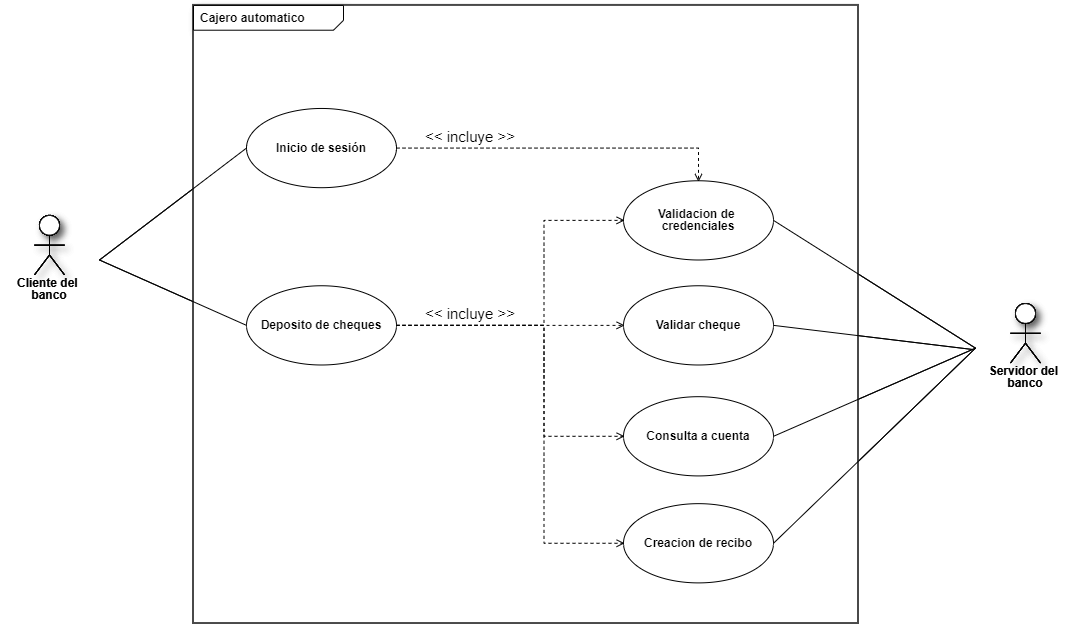 Cajero automatico
<< incluye >>
Inicio de sesión
Validacion de
credenciales
Cliente del
banco
<< incluye >>
Deposito de cheques
Validar cheque
Servidor del
banco
Consulta a cuenta
Creacion de recibo